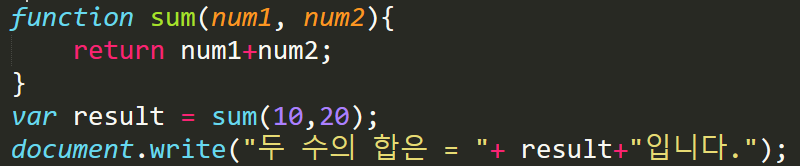 function sum(num1, num2){
    return num1+num2;
}
var result = sum(10,20);
document.write("두 수의 합은 = "+ result+"입니다.");